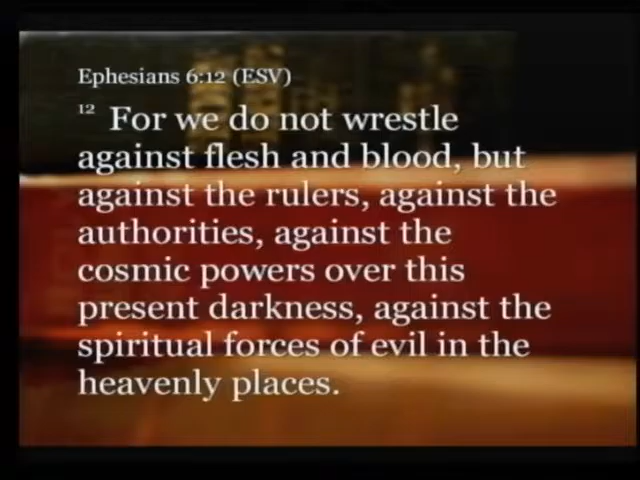 Ephesians 6:12 (ESV)
12 For we do not wrestle
against flesh and blood, but
against the rulers, against the
authorities, against the
cosmic powers over this
present darkness, against the
spiritual forces of evil in the
heavenly places.